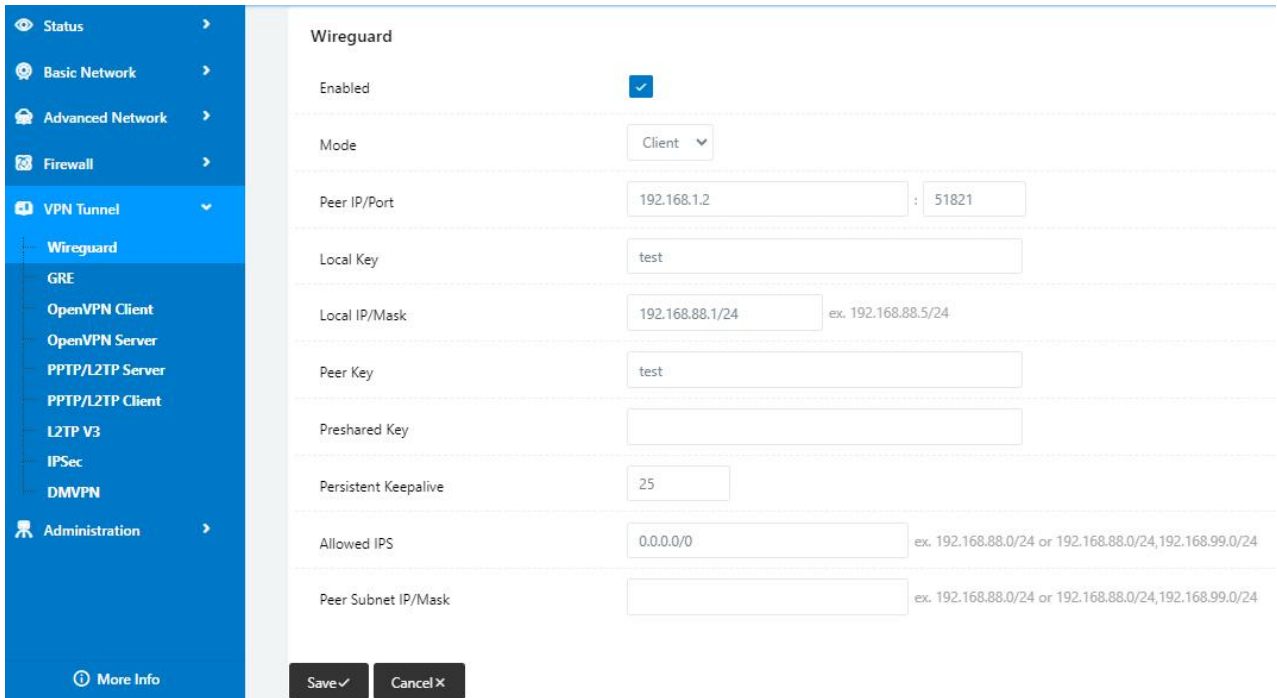 Status
Basic Network
Advanced Network
Firewall
VPN Tunnel
Wireguard
GRE
OpenVPN Client
OpenVPN Server
PPTP/L2TP Server
PPTP/L2TP Client
L2TP V3
IPSec
DMVPN
Administration
More Info
Wireguard
Enabled
Mode Client
Peer IP/Port 192.168.1.2 : 51821
Local Key test
Local IP/Mask 192.168.88.1/24 ex. 192.168.88.5/24
Peer Key test
Preshared Key
Persistent Keepalive 25
Allowed IPS 0.0.0.0/0 ex. 192.168.88.0/24 or 192.168.88.0/24,192.168.99.0/24
Peer Subnet IP/Mask ex. 192.168.88.0/24 or 192.168.88.0/24,192.168.99.0/24
Save Cancel